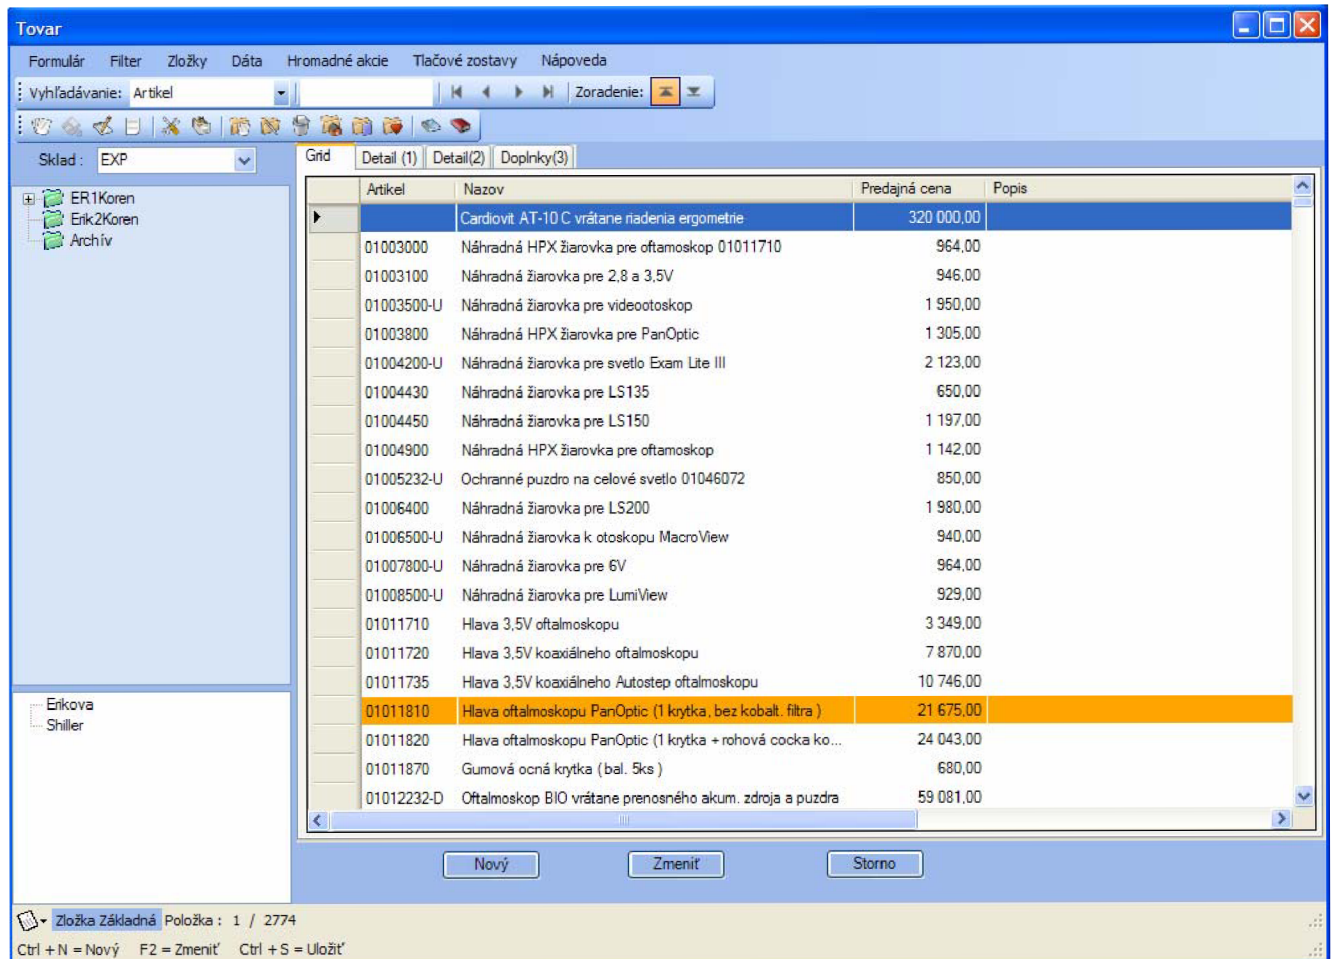 Tovar
Formulár Filter Zložky Dáta Hromadné akcie Tlačové zostavy Nápoveda
Vyhľadávanie: Artikel Zoradenie:
Sklad : EXP
ER1Koren
Erik2Koren
Archív
Grid Detail (1) Detail(2) Doplnky(3)
Artikel Nazov Predajná cena Popis
Cardiovit AT-10 C vrátane riadenia ergometrie 320 000,00
01003000 Náhradná HPX žiarovka pre oftamoskop 01011710 964,00
01003100 Náhradná žiarovka pre 2,8 a 3,5V 946,00
01003500-U Náhradná žiarovka pre videootoskop 1 950,00
01003800 Náhradná HPX žiarovka pre PanOptic 1 305,00
01004200-U Náhradná žiarovka pre svetlo Exam Lite III 2 123,00
01004430 Náhradná žiarovka pre LS135 650,00
01004450 Náhradná žiarovka pre LS150 1 197,00
01004900 Náhradná HPX žiarovka pre oftamoskop 1 142,00
01005232-U Ochranné puzdro na celové svetlo 01046072 850,00
01006400 Náhradná žiarovka pre LS200 1 980,00
01006500-U Náhradná žiarovka k otoskopu MacroView 940,00
01007800-U Náhradná žiarovka pre 6V 964,00
01008500-U Náhradná žiarovka pre LumiView 929,00
01011710 Hlava 3,5V oftalmoskopu 3 349,00
01011720 Hlava 3,5V koaxiálneho oftalmoskopu 7 870,00
01011735 Hlava 3,5V koaxiálneho Autostep oftalmoskopu 10 746,00
01011810 Hlava oftalmoskopu PanOptic (1 krytka, bez kobalt. filtra ) 21 675,00
01011820 Hlava oftalmoskopu PanOptic (1 krytka + rohová cocka ko... 24 043,00
01011870 Gumová ocná krytka ( bal. 5ks ) 680,00
01012232-D Oftalmoskop BIO vrátane prenosného akum. zdroja a puzdra 59 081,00
Erikova
Shiller
Nový Zmeniť Storno
Zložka Základná Položka : 1 / 2774
Ctrl + N = Nový F2 = Zmeniť Ctrl + S = Uložiť